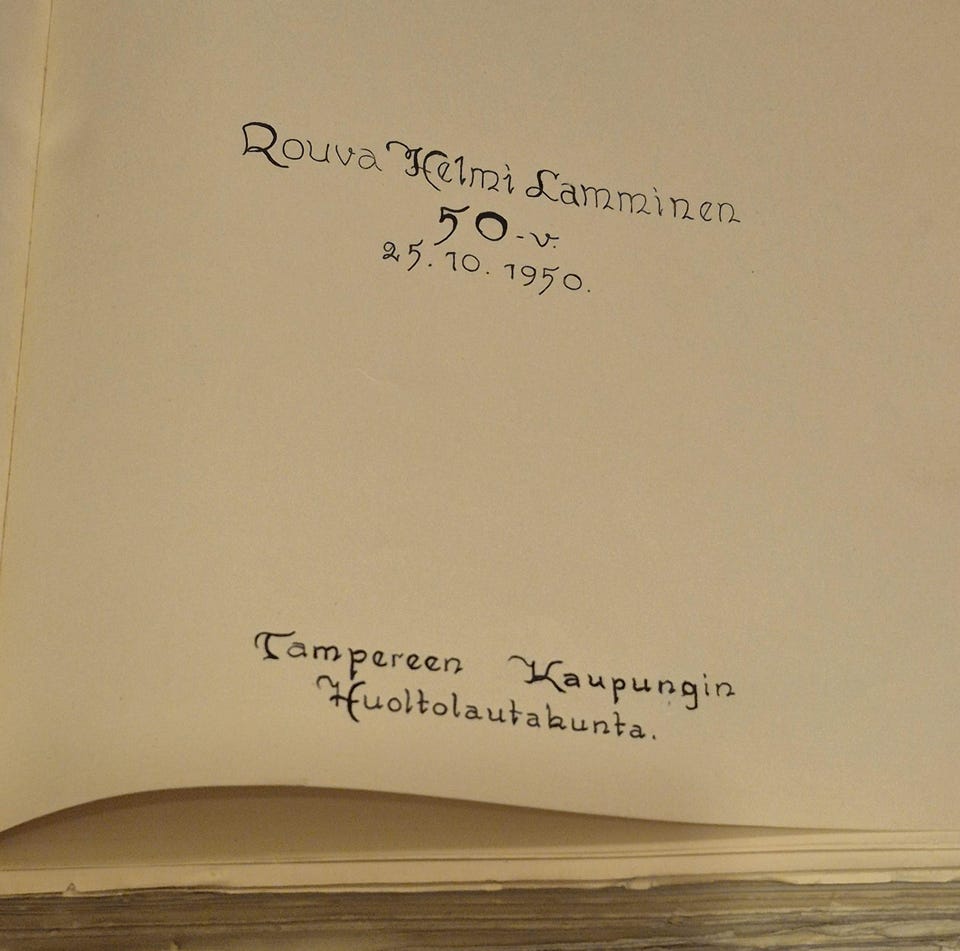 Rouva Helmi Lamminen
50-v.
25.10.1950.
Tampereen Kaupungin
Huoltolautakunta.